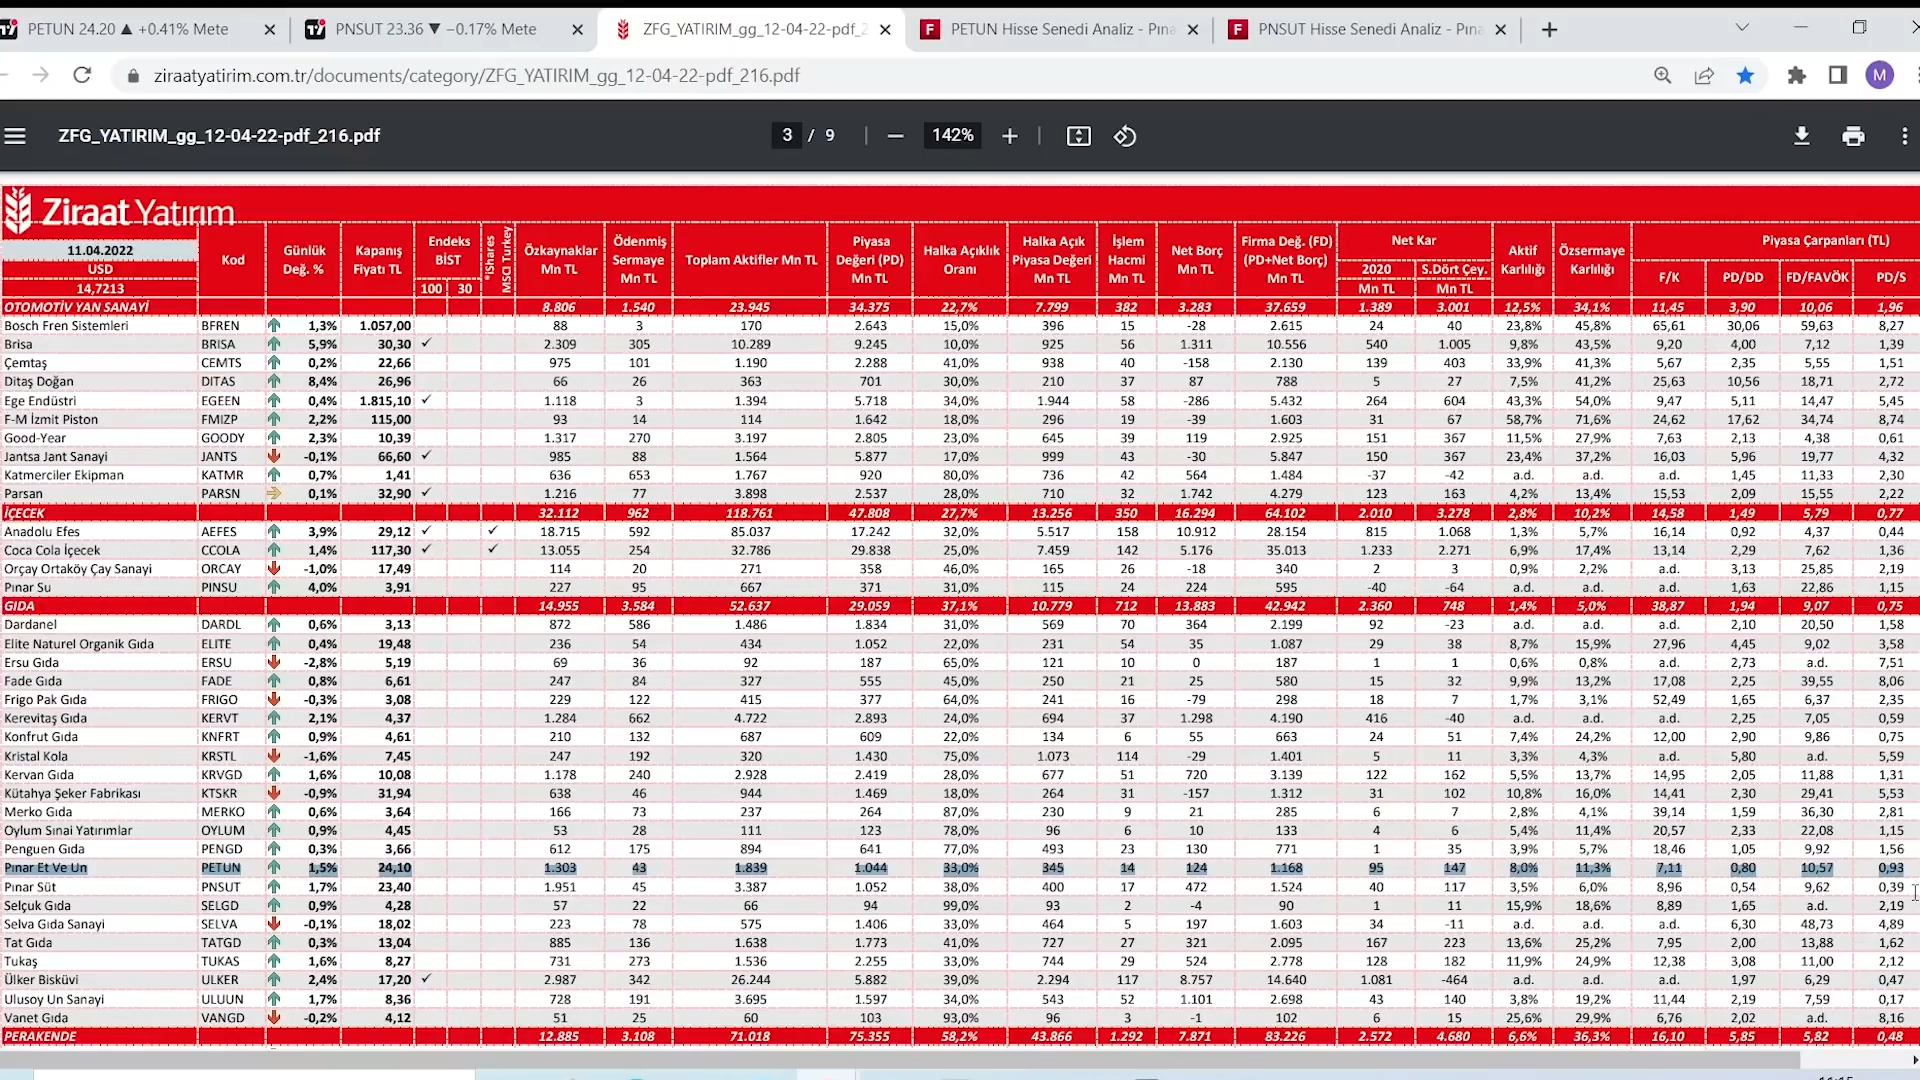 PETUN 24.20 ▲ +0.41% Mete
PNSUT 23.36 ▼ −0.17% Mete
ZFG_YATIRIM_gg_12-04-22-pdf_2
PETUN Hisse Senedi Analiz - Pına
PNSUT Hisse Senedi Analiz - Pına
ziraatyatirim.com.tr/documents/category/ZFG_YATIRIM_gg_12-04-22-pdf_216.pdf
M
ZFG_YATIRIM_gg_12-04-22-pdf_216.pdf
3 / 9
142%
Ziraat Yatırım
11.04.2022 Kod Günlük Değ. % Kapanış Fiyatı TL Endeks BİST *iShares MSCI Turkey Özkaynaklar Mn TL Ödenmiş Sermaye Mn TL Toplam Aktifler Mn TL Piyasa Değeri (PD) Mn TL Halka Açıklık Oranı Halka Açık Piyasa Değeri Mn TL İşlem Hacmi Mn TL Net Borç Mn TL Firma Değ. (FD) (PD+Net Borç) Mn TL Net Kar Aktif Karlılığı Özsermaye Karlılığı Piyasa Çarpanları (TL)
USD 2020 S.Dört Çey. F/K PD/DD FD/FAVÖK PD/S
14,7213 100 30 Mn TL Mn TL
OTOMOTİV YAN SANAYİ 8.806 1.540 23.945 34.375 22,7% 7.799 382 3.283 37.659 1.389 3.001 12,5% 34,1% 11,45 3,90 10,06 1,96
Bosch Fren Sistemleri BFREN 1,3% 1.057,00 88 3 170 2.643 15,0% 396 15 -28 2.615 24 40 23,8% 45,8% 65,61 30,06 59,63 8,27
Brisa BRISA 5,9% 30,30 ✓ 2.309 305 10.289 9.245 10,0% 925 56 1.311 10.556 540 1.005 9,8% 43,5% 9,20 4,00 7,12 1,39
Çemtaş CEMTS 0,2% 22,66 975 101 1.190 2.288 41,0% 938 40 -158 2.130 139 403 33,9% 41,3% 5,67 2,35 5,55 1,51
Ditaş Doğan DITAS 8,4% 26,96 66 26 363 701 30,0% 210 37 87 788 5 27 7,5% 41,2% 25,63 10,56 18,71 2,72
Ege Endüstri EGEEN 0,4% 1.815,10 ✓ 1.118 3 1.394 5.718 34,0% 1.944 58 -286 5.432 264 604 43,3% 54,0% 9,47 5,11 14,47 5,45
F-M İzmit Piston FMIZP 2,2% 115,00 93 14 114 1.642 18,0% 296 19 -39 1.603 31 67 58,7% 71,6% 24,62 17,62 34,74 8,74
Good-Year GOODY 2,3% 10,39 1.317 270 3.197 2.805 23,0% 645 39 119 2.925 151 367 11,5% 27,9% 7,63 2,13 4,38 0,61
Jantsa Jant Sanayi JANTS -0,1% 66,60 ✓ 985 88 1.564 5.877 17,0% 999 43 -30 5.847 150 367 23,4% 37,2% 16,03 5,96 19,77 4,32
Katmerciler Ekipman KATMR 0,7% 1,41 636 653 1.767 920 80,0% 736 42 564 1.484 -37 -42 a.d. a.d. a.d. 1,45 11,33 2,30
Parsan PARSN 0,1% 32,90 ✓ 1.216 77 3.898 2.537 28,0% 710 32 1.742 4.279 123 163 4,2% 13,4% 15,53 2,09 15,55 2,22
İÇECEK 32.112 962 118.761 47.808 27,7% 13.256 350 16.294 64.102 2.010 3.278 2,8% 10,2% 14,58 1,49 5,79 0,77
Anadolu Efes AEFES 3,9% 29,12 ✓ ✓ 18.715 592 85.037 17.242 32,0% 5.517 158 10.912 28.154 815 1.068 1,3% 5,7% 16,14 0,92 4,37 0,44
Coca Cola İçecek CCOLA 1,4% 117,30 ✓ ✓ 13.055 254 32.786 29.838 25,0% 7.459 142 5.176 35.013 1.233 2.271 6,9% 17,4% 13,14 2,29 7,62 1,36
Orçay Ortaköy Çay Sanayi ORCAY -1,0% 17,49 114 20 271 358 46,0% 165 26 -18 340 2 3 0,9% 2,2% a.d. 3,13 25,85 2,19
Pınar Su PINSU 4,0% 3,91 227 95 667 371 31,0% 115 24 224 595 -40 -64 a.d. a.d. a.d. 1,63 22,86 1,15
GIDA 14.955 3.584 52.637 29.059 37,1% 10.779 712 13.883 42.942 2.360 748 1,4% 5,0% 38,87 1,94 9,07 0,75
Dardanel DARDL 0,6% 3,13 872 586 1.486 1.834 31,0% 569 70 364 2.199 92 -23 a.d. a.d. a.d. 2,10 20,50 1,58
Elite Naturel Organik Gıda ELITE 0,4% 19,48 236 54 434 1.052 22,0% 231 54 35 1.087 29 38 8,7% 15,9% 27,96 4,45 9,02 3,58
Ersu Gıda ERSU -2,8% 5,19 69 36 92 187 65,0% 121 10 0 187 1 1 0,6% 0,8% a.d. 2,73 a.d. 7,51
Fade Gıda FADE 0,8% 6,61 247 84 327 555 45,0% 250 21 25 580 15 32 9,9% 13,2% 17,08 2,25 39,55 8,06
Frigo Pak Gıda FRIGO -0,3% 3,08 229 122 415 377 64,0% 241 16 -79 298 18 7 1,7% 3,1% 52,49 1,65 6,37 2,35
Kerevitaş Gıda KERVT 2,1% 4,37 1.284 662 4.722 2.893 24,0% 694 37 1.298 4.190 416 -40 a.d. a.d. a.d. 2,25 7,05 0,59
Konfrut Gıda KNFRT 0,9% 4,61 210 132 687 609 22,0% 134 6 55 663 24 51 7,4% 24,2% 12,00 2,90 9,86 0,75
Kristal Kola KRSTL -1,6% 7,45 247 192 320 1.430 75,0% 1.073 114 -29 1.401 5 11 3,3% 4,3% a.d. 5,80 a.d. 5,59
Kervan Gıda KRVGD 1,6% 10,08 1.178 240 2.928 2.419 28,0% 677 51 720 3.139 122 162 5,5% 13,7% 14,95 2,05 11,88 1,31
Kütahya Şeker Fabrikası KTSKR -0,9% 31,94 638 46 944 1.469 18,0% 264 31 -157 1.312 31 102 10,8% 16,0% 14,41 2,30 29,41 5,53
Merko Gıda MERKO 0,6% 3,64 166 73 237 264 87,0% 230 9 21 285 6 7 2,8% 4,1% 39,14 1,59 36,30 2,81
Oylum Sınai Yatırımlar OYLUM 0,9% 4,45 53 28 111 123 78,0% 96 6 10 133 4 6 5,4% 11,4% 20,57 2,33 22,08 1,15
Penguen Gıda PENGD 0,3% 3,66 612 175 894 641 77,0% 493 23 130 771 1 35 3,9% 5,7% 18,46 1,05 9,92 1,56
Pınar Et Ve Un PETUN 1,5% 24,10 1.303 43 1.839 1.044 33,0% 345 14 124 1.168 95 147 8,0% 11,3% 7,11 0,80 10,57 0,93
Pınar Süt PNSUT 1,7% 23,40 1.951 45 3.387 1.052 38,0% 400 17 472 1.524 40 117 3,5% 6,0% 8,96 0,54 9,62 0,39
Selçuk Gıda SELGD 0,9% 4,28 57 22 66 94 99,0% 93 2 -4 90 1 11 15,9% 18,6% 8,89 1,65 a.d. 2,19
Selva Gıda Sanayi SELVA -0,1% 18,02 223 78 575 1.406 33,0% 464 5 197 1.603 34 -11 a.d. a.d. a.d. 6,30 48,73 4,89
Tat Gıda TATGD 0,3% 13,04 885 136 1.638 1.773 41,0% 727 27 321 2.095 167 223 13,6% 25,2% 7,95 2,00 13,88 1,62
Tukaş TUKAS 1,6% 8,27 731 273 1.536 2.255 33,0% 744 29 524 2.778 128 182 11,9% 24,9% 12,38 3,08 11,00 2,12
Ülker Bisküvi ULKER 2,4% 17,20 ✓ 2.987 342 26.244 5.882 39,0% 2.294 117 8.757 14.640 1.081 -464 a.d. a.d. a.d. 1,97 6,29 0,47
Ulusoy Un Sanayi ULUUN 1,7% 8,36 728 191 3.695 1.597 34,0% 543 52 1.101 2.698 43 140 3,8% 19,2% 11,44 2,19 7,59 0,17
Vanet Gıda VANGD -0,2% 4,12 51 25 60 103 93,0% 96 3 -1 102 6 15 25,6% 29,9% 6,76 2,02 a.d. 8,16
PERAKENDE 12.885 3.108 71.018 75.355 58,2% 43.866 1.292 7.871 83.226 2.572 4.680 6,6% 36,3% 16,10 5,85 5,82 0,48